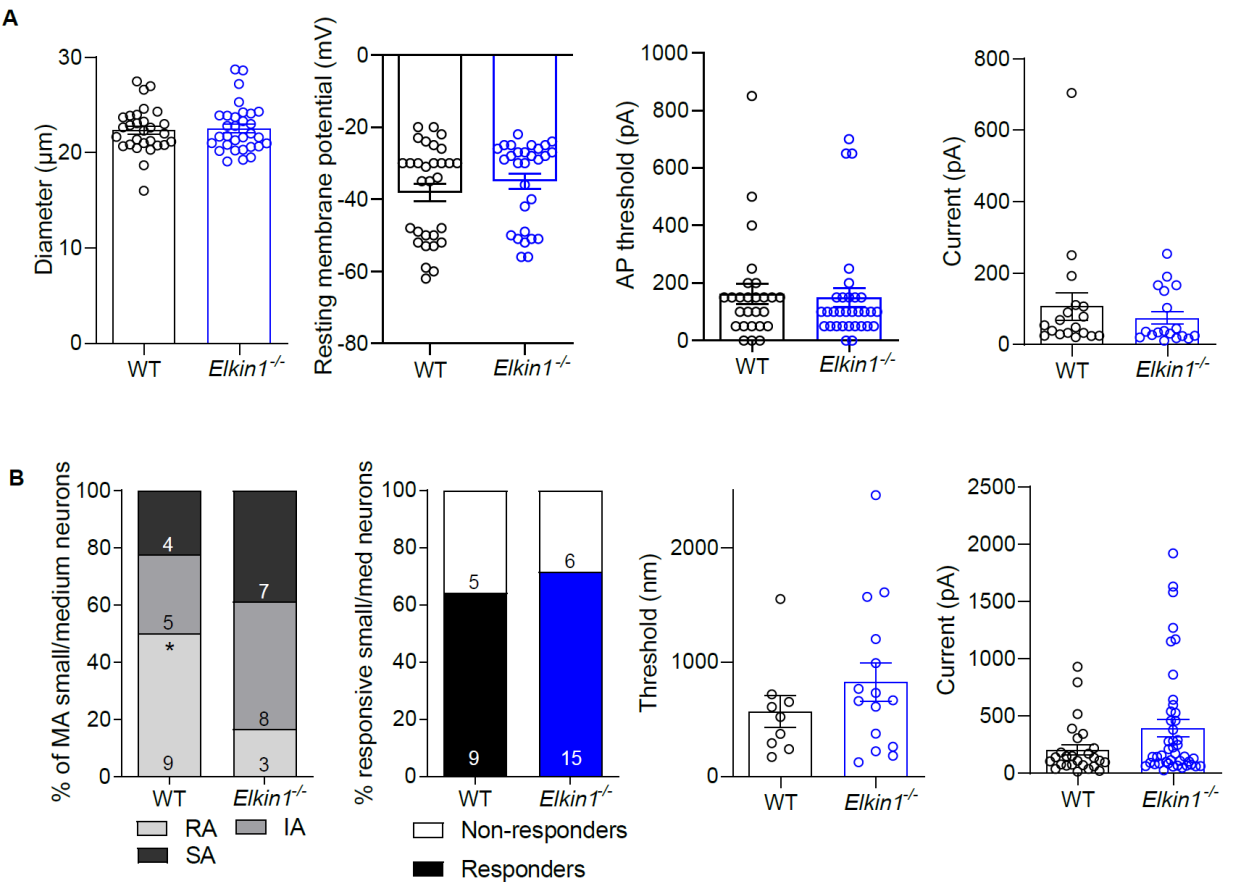 A
Diameter (µm)
30
20
10
0
WT
Elkin1-/-
Resting membrane potential (mV)
0
-20
-40
-60
-80
WT
Elkin1-/-
AP threshold (pA)
1000
800
600
400
200
0
WT
Elkin1-/-
Current (pA)
800
600
400
200
0
WT
Elkin1-/-
B
% of MA small/medium neurons
100
80
60
40
20
0
4
5
*
9
7
8
3
WT
Elkin1-/-
RA
IA
SA
% responsive small/med neurons
100
80
60
40
20
0
5
9
6
15
WT
Elkin1-/-
Non-responders
Responders
Threshold (nm)
2000
1000
0
WT
Elkin1-/-
Current (pA)
2500
2000
1500
1000
500
0
WT
Elkin1-/-